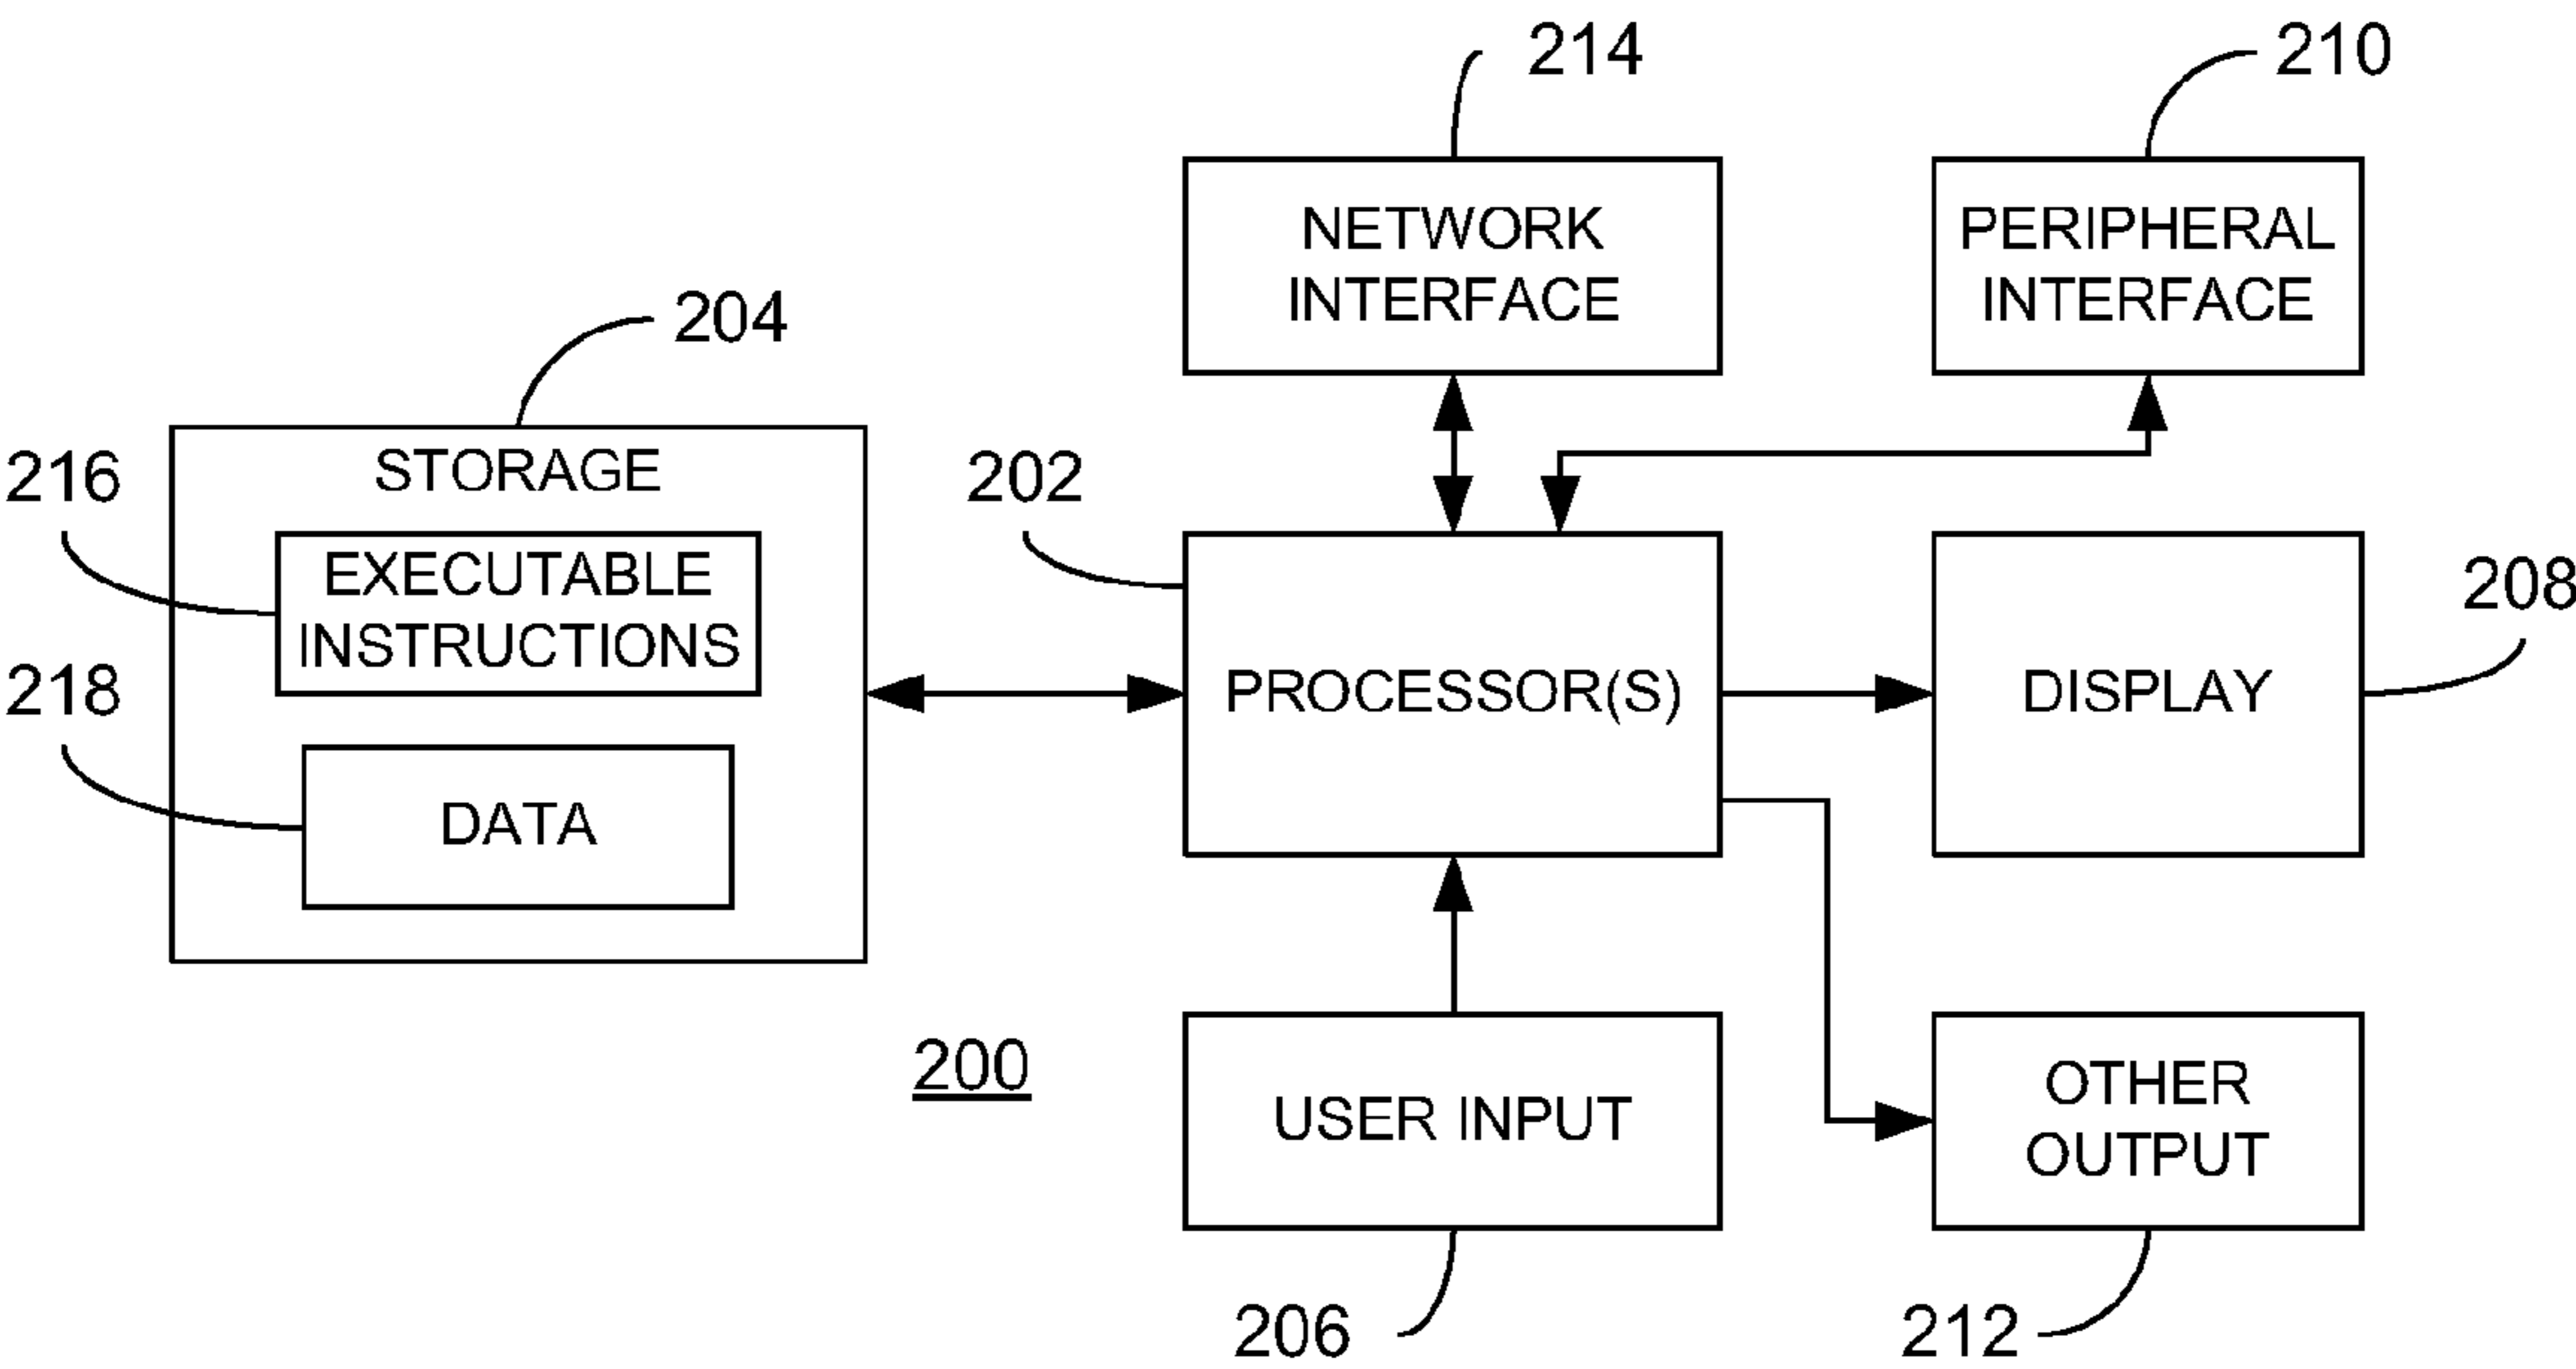 214
210
NETWORK
INTERFACE
PERIPHERAL
INTERFACE
204
STORAGE
216
EXECUTABLE
INSTRUCTIONS
218
DATA
202
PROCESSOR(S)
DISPLAY
208
200
USER INPUT
OTHER
OUTPUT
206
212